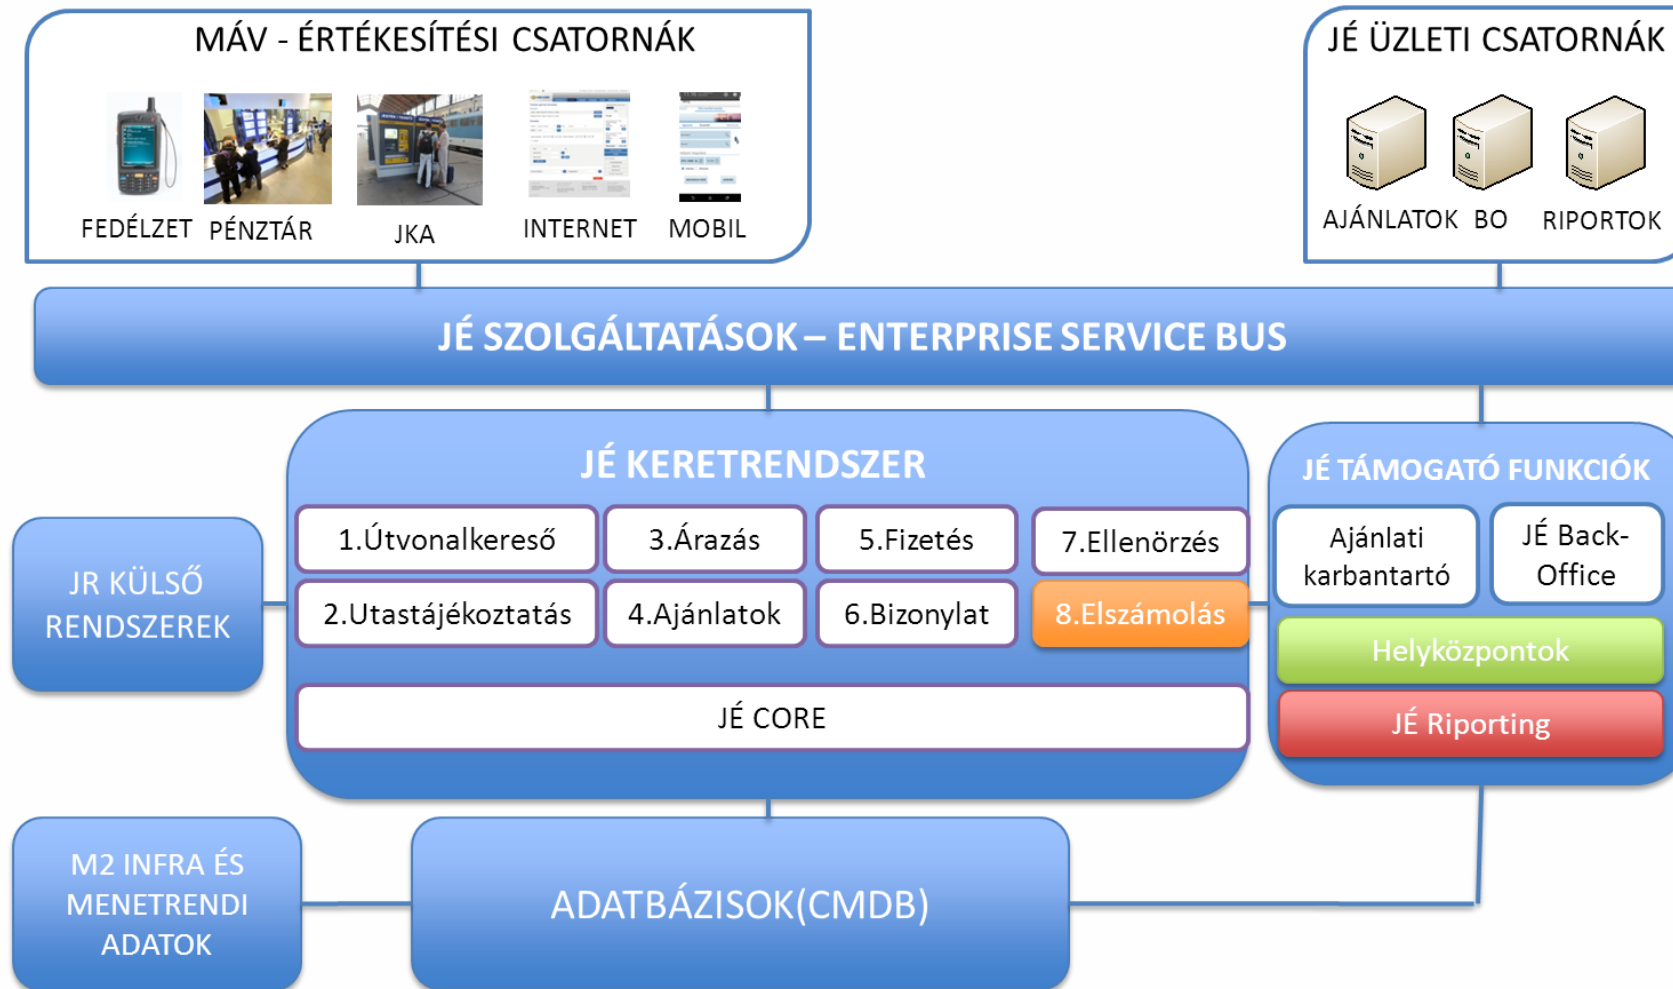 MÁV - ÉRTÉKESÍTÉSI CSATORNÁK
FEDÉLZET
PÉNZTÁR
JKA
INTERNET
MOBIL
JÉ ÜZLETI CSATORNÁK
AJÁNLATOK
BO
RIPORTOK
JÉ SZOLGÁLTATÁSOK – ENTERPRISE SERVICE BUS
JÉ KERETRENDSZER
1.Útvonalkereső
3.Árazás
5.Fizetés
7.Ellenörzés
2.Utastájékoztatás
4.Ajánlatok
6.Bizonylat
8.Elszámolás
JÉ CORE
JR KÜLSŐ
RENDSZEREK
JÉ TÁMOGATÓ FUNKCIÓK
Ajánlati
karbantartó
JÉ Back-
Office
Helyközpontok
JÉ Riporting
M2 INFRA ÉS
MENETRENDI
ADATOK
ADATBÁZISOK(CMDB)